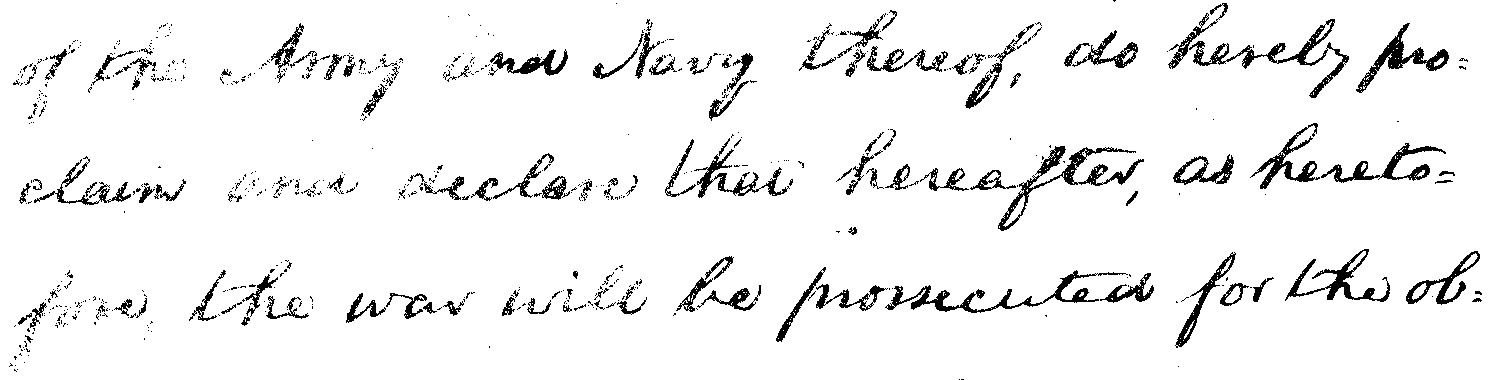 of the Army and Navy thereof, do hereby pro=
claim and declare that hereafter, as hereto=
fore, the war will be prossecuted for the ob=